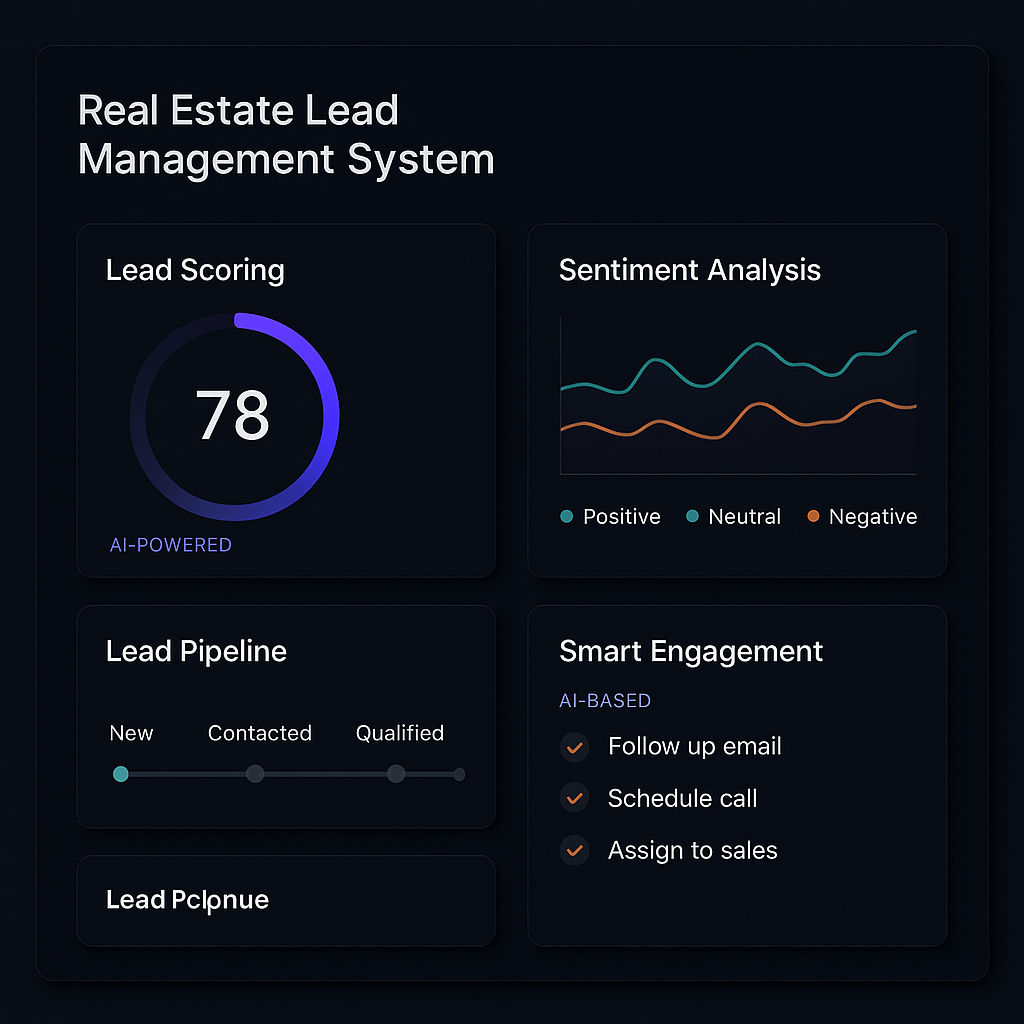 Real Estate Lead
Management System
Lead Scoring
78
AI-POWERED
Sentiment Analysis
Positive Neutral Negative
Lead Pipeline
New Contacted Qualified
Lead Pclpnue
Smart Engagement
AI-BASED
Follow up email
Schedule call
Assign to sales